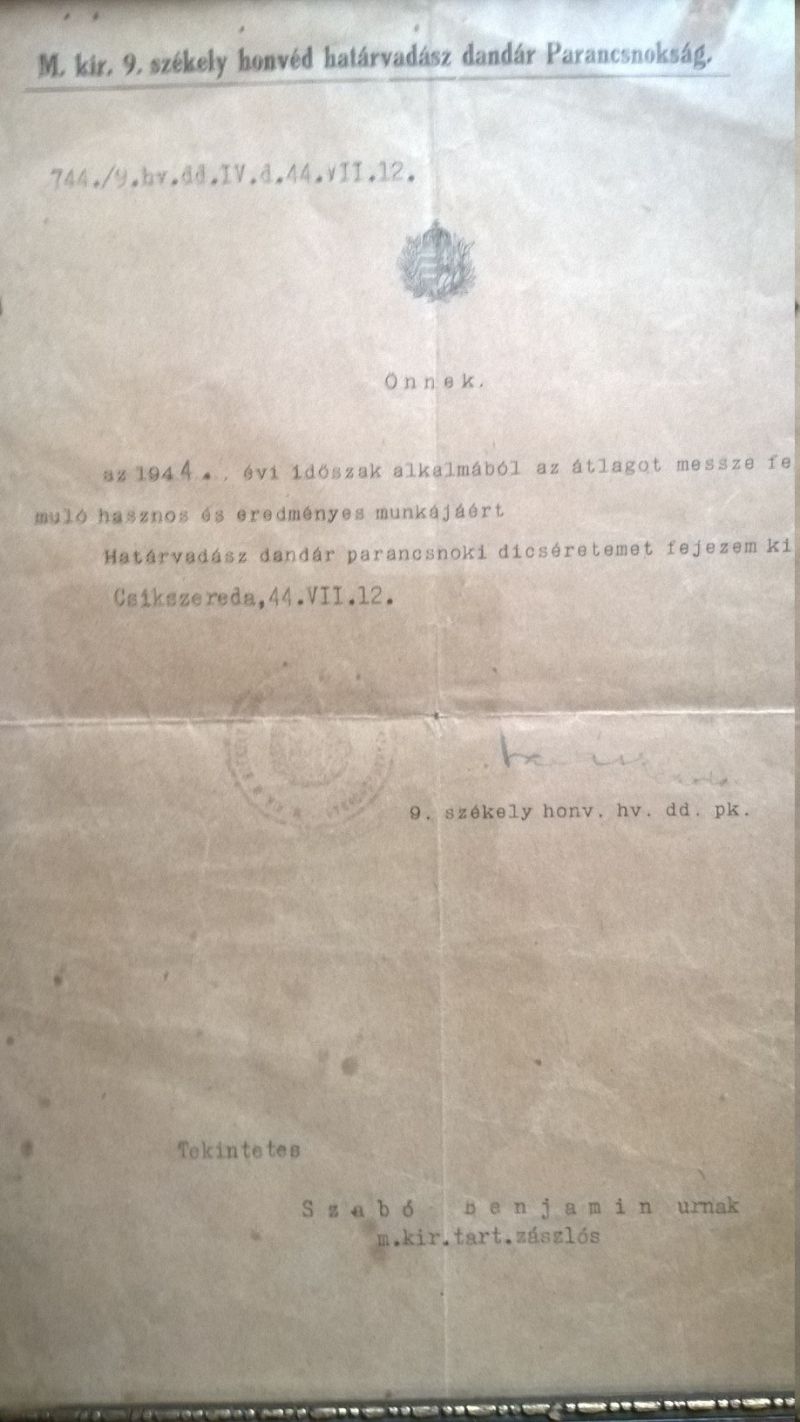 M. kir. 9. székely honvéd határvadász dandár Parancsnokság.
744./9.hv.dd.IV.d.44.VII.12.
Önnek.
az 1944., évi időszak alkalmából az átlagot messze fe
muló hasznos és eredményes munkájáért
Határvadász dandár parancsnoki dicséretemet fejezem ki
Csikszereda,44.VII.12.
9. székely honv. hv. dd. pk.
Tekintetes
Szabó Benjamin urnak
m.kir.tart.zászlós